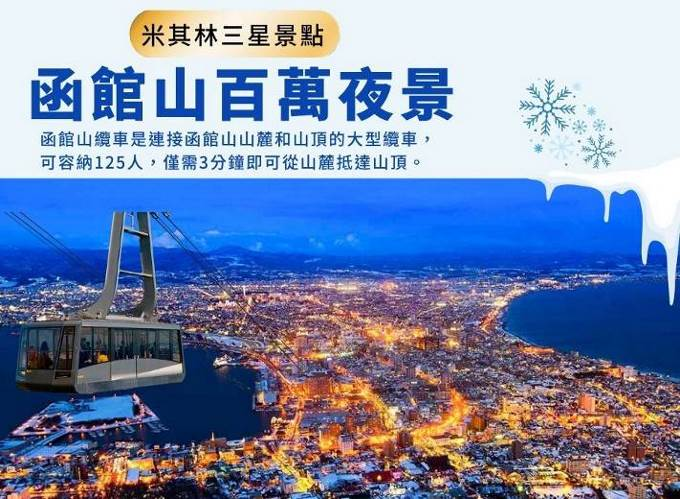 米其林三星景點
函館山百萬夜景
函館山纜車是連接函館山山麓和山頂的大型纜車，
可容納125人，僅需3分鐘即可從山麓抵達山頂。